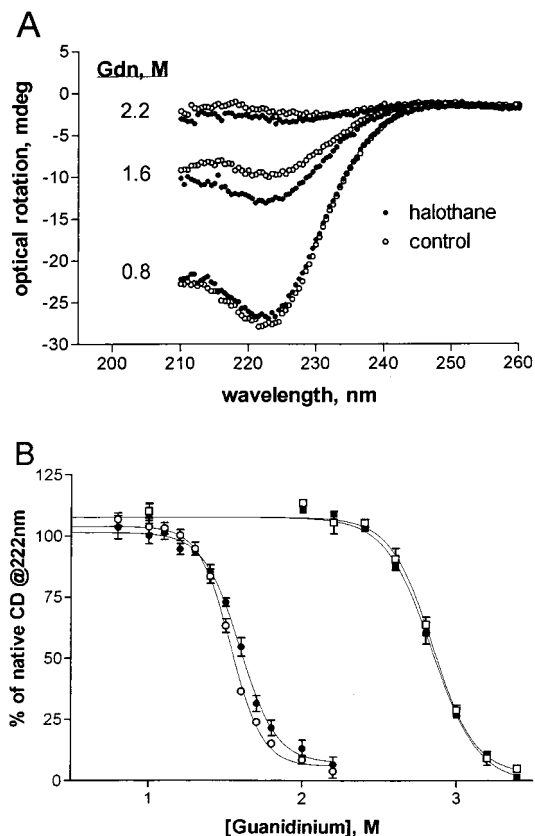 A
Gdn, M
2.2
1.6
0.8
optical rotation, mdeg
5
0
-5
-10
-15
-20
-25
-30
halothane
control
200 210 220 230 240 250 260
wavelength, nm
B
% of native CD @222nm
125
100
75
50
25
0
1 2 3
[Guanidinium], M